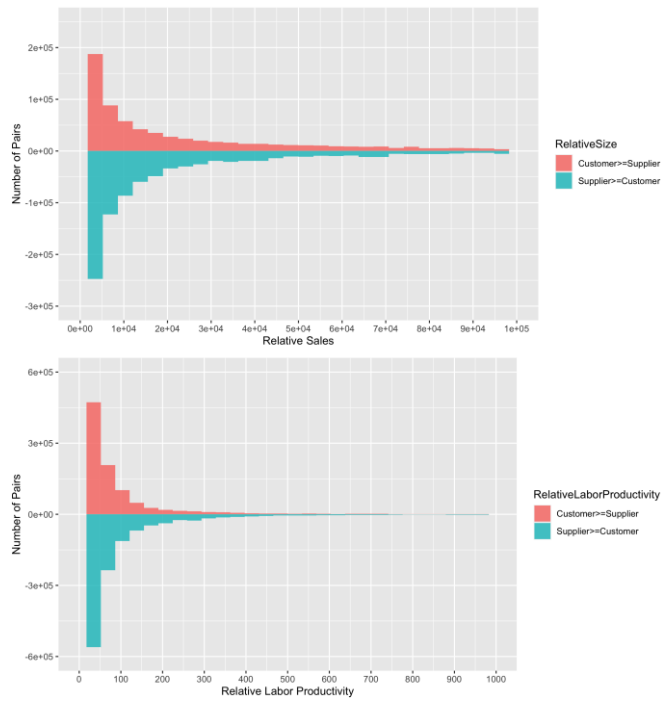 2e+05
1e+05
0e+00
-1e+05
-2e+05
-3e+05
Number of Pairs
0e+00 1e+04 2e+04 3e+04 4e+04 5e+04 6e+04 7e+04 8e+04 9e+04 1e+05
Relative Sales
RelativeSize
Customer>=Supplier
Supplier>=Customer
6e+05
3e+05
0e+00
-3e+05
-6e+05
Number of Pairs
0 100 200 300 400 500 600 700 800 900 1000
Relative Labor Productivity
RelativeLaborProductivity
Customer>=Supplier
Supplier>=Customer